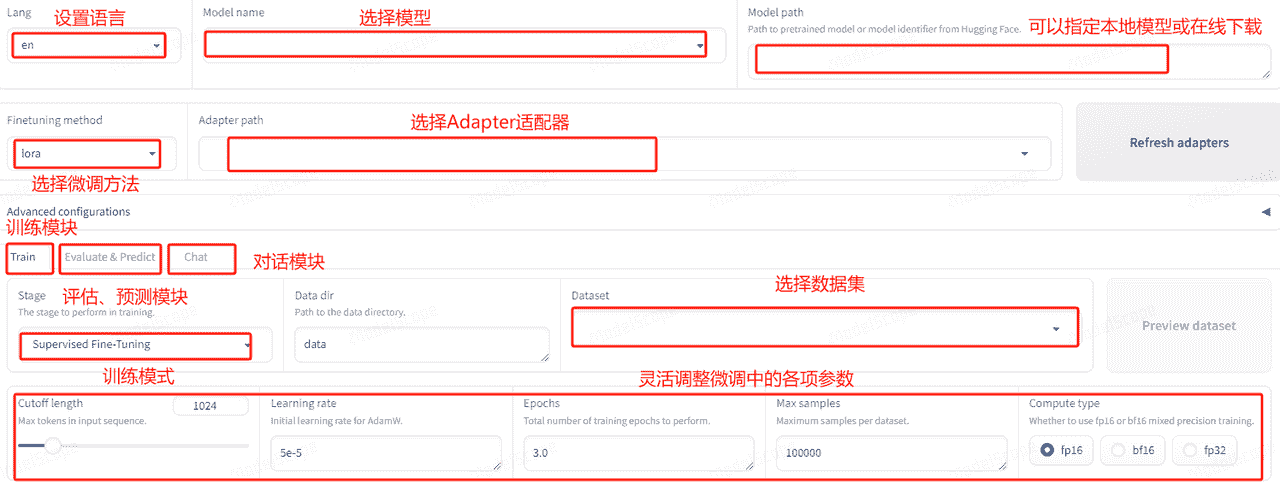 Lang
设置语言
Model name
选择模型
Model path
Path to pretrained model or model identifier from Hugging Face.
可以指定本地模型或在线下载
en
Finetuning method
Adapter path
选择Adapter适配器
lora
Refresh adapters
选择微调方法
Advanced configurations
训练模块
Train
Evaluate & Predict
Chat
对话模块
Stage
评估、预测模块
The stage to perform in training.
Supervised Fine-Tuning
Data dir
Path to the data directory.
data
Dataset
选择数据集
Preview dataset
训练模式
灵活调整微调中的各项参数
Cutoff length
1024
Max tokens in input sequence.
Learning rate
Initial learning rate for AdamW.
5e-5
Epochs
Total number of training epochs to perform.
3.0
Max samples
Maximum samples per dataset.
100000
Compute type
Whether to use fp16 or bf16 mixed precision training.
fp16
bf16
fp32